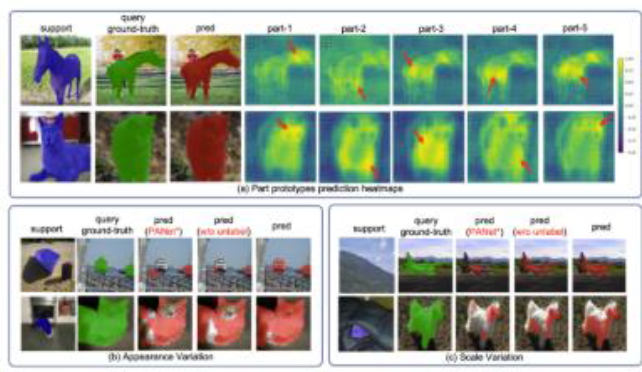 support
query
ground-truth
pred
part-1
part-2
part-3
part-4
part-5
(a) Part prototypes prediction heatmaps
support
query
ground-truth
pred
(PANet*)
pred
(w/o unlabel)
pred
(b) Appearance Variation
support
query
ground-truth
pred
(PANet*)
pred
(w/o unlabel)
pred
(c) Scale Variation